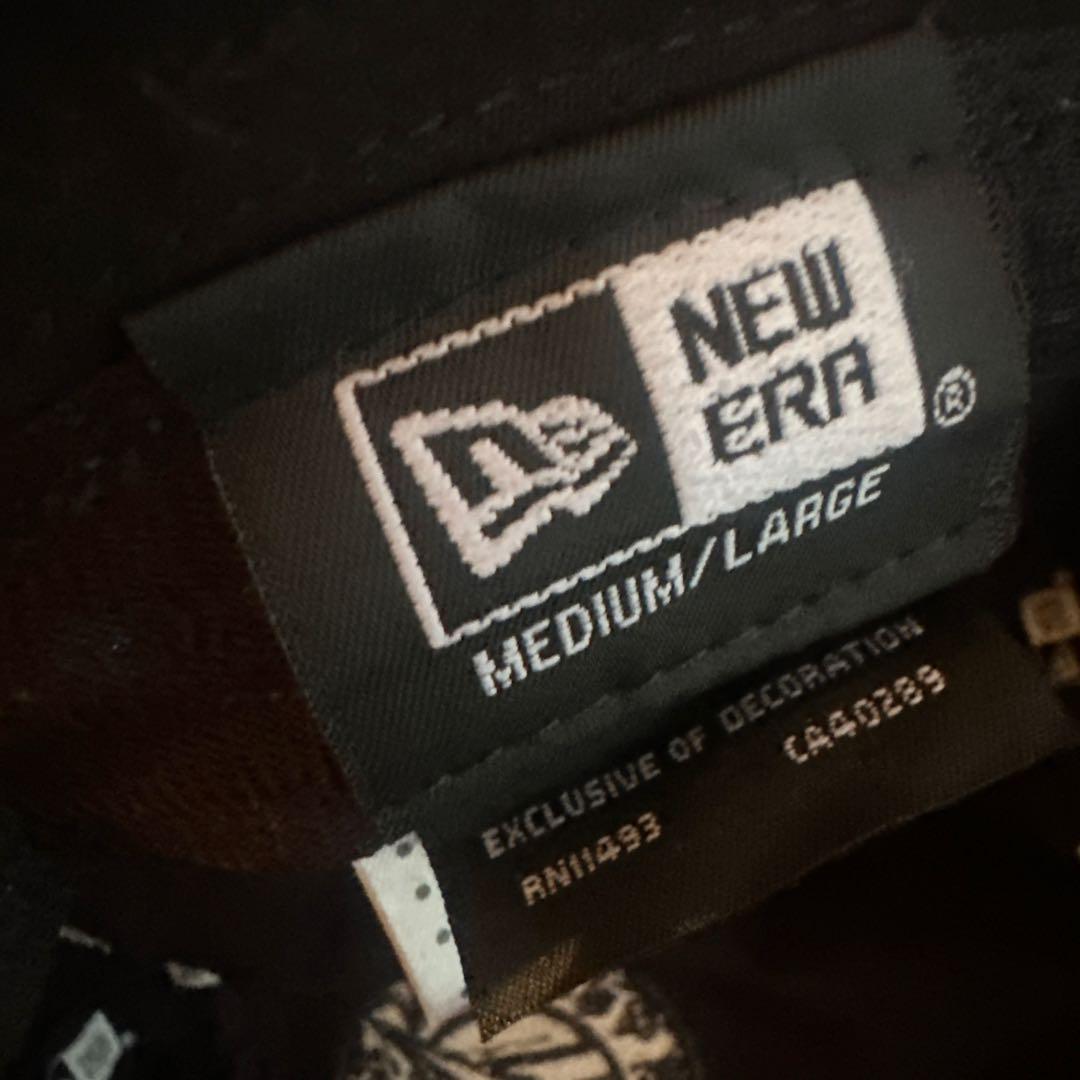 NEW
ERA
®
MEDIUM/LARGE
EXCLUSIVE OF DECORATION
RN11493 CA40289